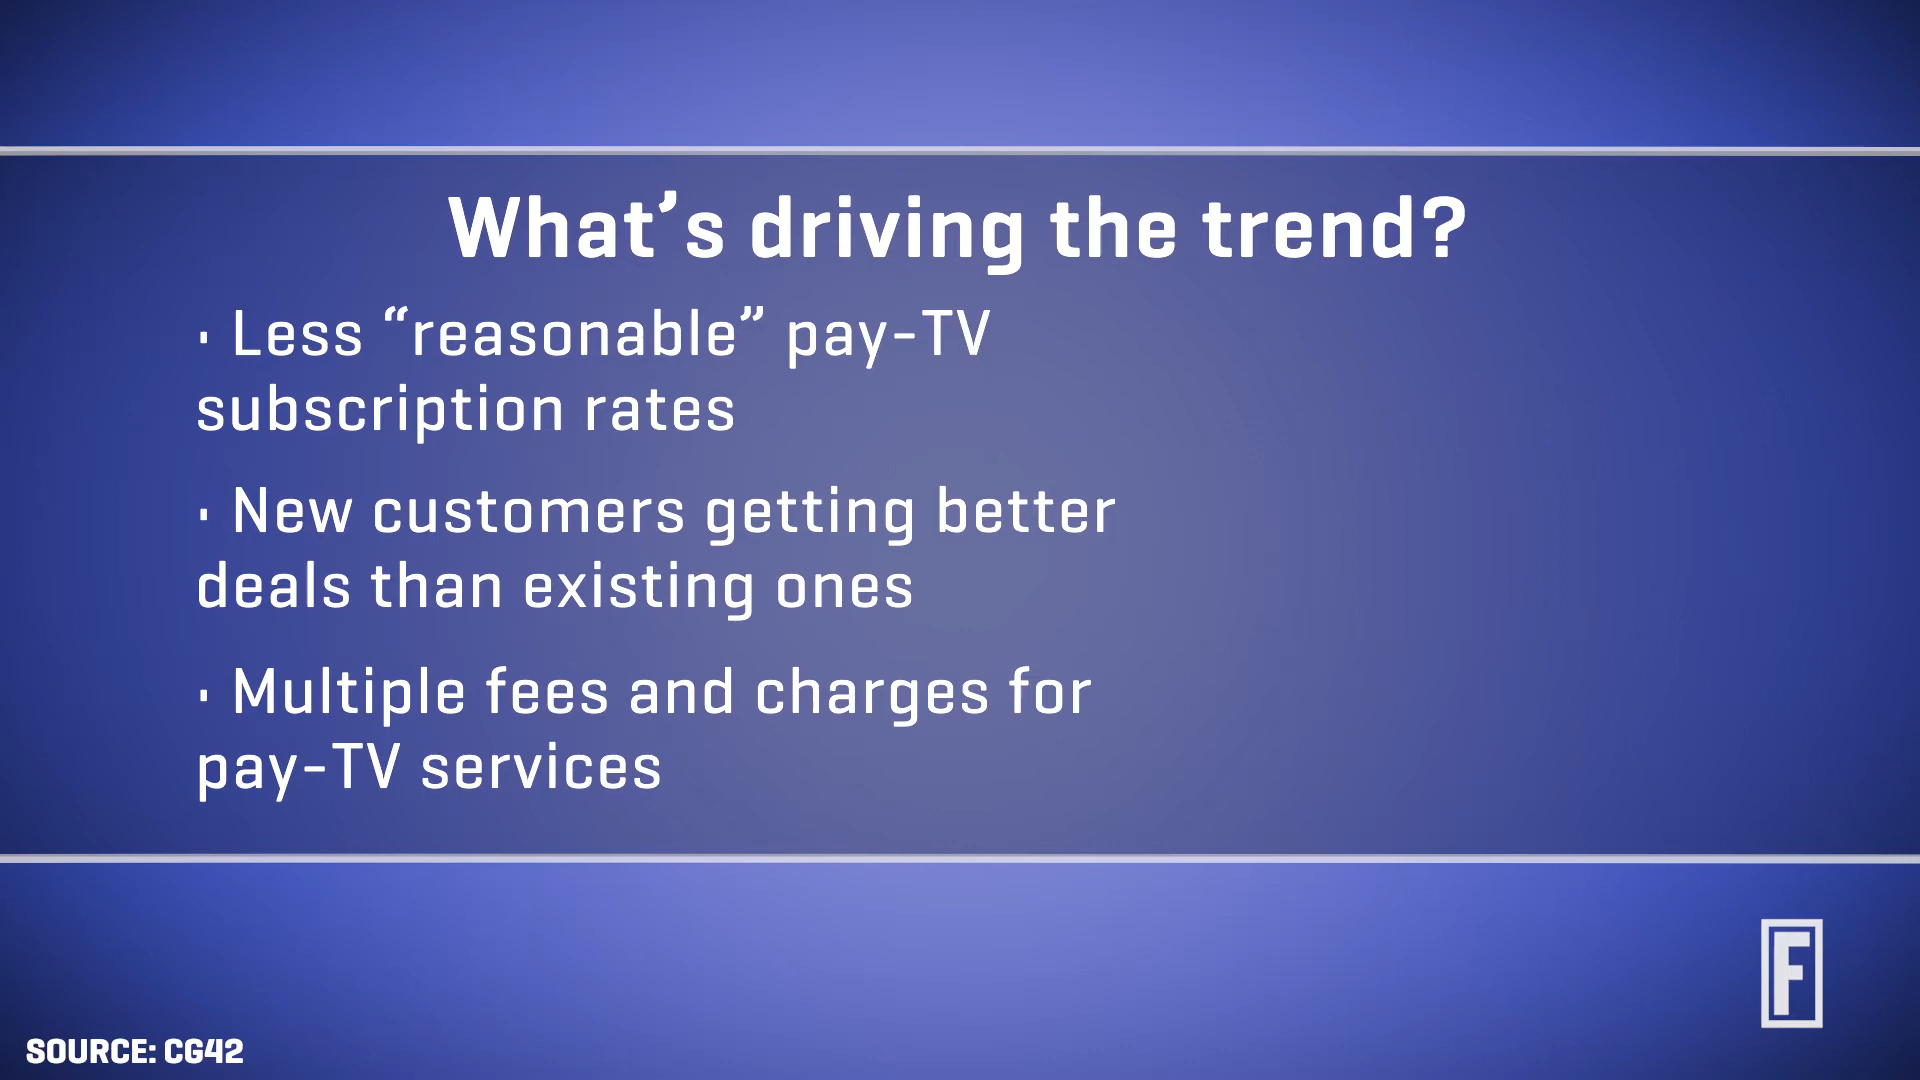 What’s driving the trend?
· Less “reasonable” pay-TV
subscription rates
· New customers getting better
deals than existing ones
· Multiple fees and charges for
pay-TV services
F
SOURCE: CG42